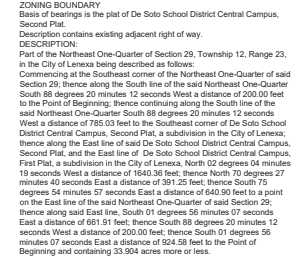 ZONING BOUNDARY
Basis of bearings is the plat of De Soto School District Central Campus,
Second Plat.
Description contains existing adjacent right of way.
DESCRIPTION:
Part of the Northeast One-Quarter of Section 29, Township 12, Range 23,
in the City of Lenexa being described as follows:
Commencing at the Southeast corner of the Northeast One-Quarter of said
Section 29; thence along the South line of the said Northeast One-Quarter
South 88 degrees 20 minutes 12 seconds West a distance of 200.00 feet
to the Point of Beginning; thence continuing along the South line of the
said Northeast One-Quarter South 88 degrees 20 minutes 12 seconds
West a distance of 785.03 feet to the Southeast corner of De Soto School
District Central Campus, Second Plat, a subdivision in the City of Lenexa;
thence along the East line of said De Soto School District Central Campus,
Second Plat, and the East line of De Soto School District Central Campus,
First Plat, a subdivision in the City of Lenexa, North 02 degrees 04 minutes
19 seconds West a distance of 1640.36 feet; thence North 70 degrees 27
minutes 40 seconds East a distance of 391.25 feet; thence South 75
degrees 54 minutes 57 seconds East a distance of 640.90 feet to a point
on the East line of the Northeast One-Quarter of said Section 29;
thence along said East line, South 01 degrees 56 minutes 07 seconds
East a distance of 661.91 feet; thence South 88 degrees 20 minutes 12
seconds West a distance of 200.00 feet; thence South 01 degrees 56
minutes 07 seconds East a distance of 924.58 feet to the Point of
Beginning and containing 33.904 acres more or less.